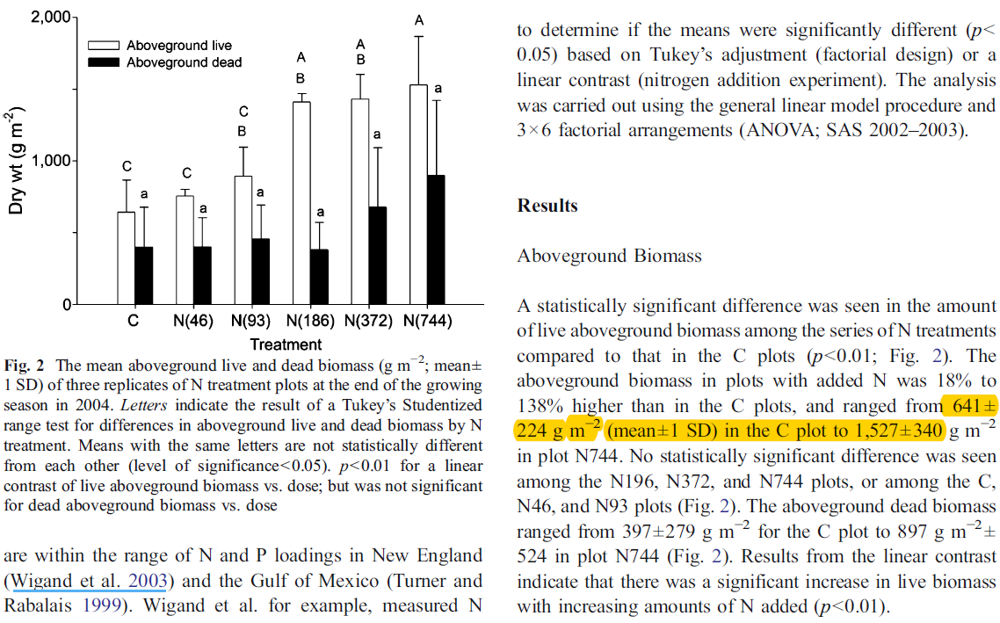 2,000
1,000
0
Dry wt (g m⁻²)
Aboveground live
Aboveground dead
C
a
C
a
C
B
a
A
B
a
A
B
a
A
a
C
N(46)
N(93)
N(186)
N(372)
N(744)
Treatment
Fig. 2 The mean aboveground live and dead biomass (g m⁻²; mean±
1 SD) of three replicates of N treatment plots at the end of the growing
season in 2004. Letters indicate the result of a Tukey's Studentized
range test for differences in aboveground live and dead biomass by N
treatment. Means with the same letters are not statistically different
from each other (level of significance<0.05). p<0.01 for a linear
contrast of live aboveground biomass vs. dose; but was not significant
for dead aboveground biomass vs. dose
are within the range of N and P loadings in New England
(Wigand et al. 2003) and the Gulf of Mexico (Turner and
Rabalais 1999). Wigand et al. for example, measured N
to determine if the means were significantly different (p<
0.05) based on Tukey's adjustment (factorial design) or a
linear contrast (nitrogen addition experiment). The analysis
was carried out using the general linear model procedure and
3×6 factorial arrangements (ANOVA; SAS 2002–2003).
Results
Aboveground Biomass
A statistically significant difference was seen in the amount
of live aboveground biomass among the series of N treatments
compared to that in the C plots (p<0.01; Fig. 2). The
aboveground biomass in plots with added N was 18% to
138% higher than in the C plots, and ranged from 641±
224 g m⁻² (mean±1 SD) in the C plot to 1,527±340 g m⁻²
in plot N744. No statistically significant difference was seen
among the N196, N372, and N744 plots, or among the C,
N46, and N93 plots (Fig. 2). The aboveground dead biomass
ranged from 397±279 g m⁻² for the C plot to 897 g m⁻²±
524 in plot N744 (Fig. 2). Results from the linear contrast
indicate that there was a significant increase in live biomass
with increasing amounts of N added (p<0.01).